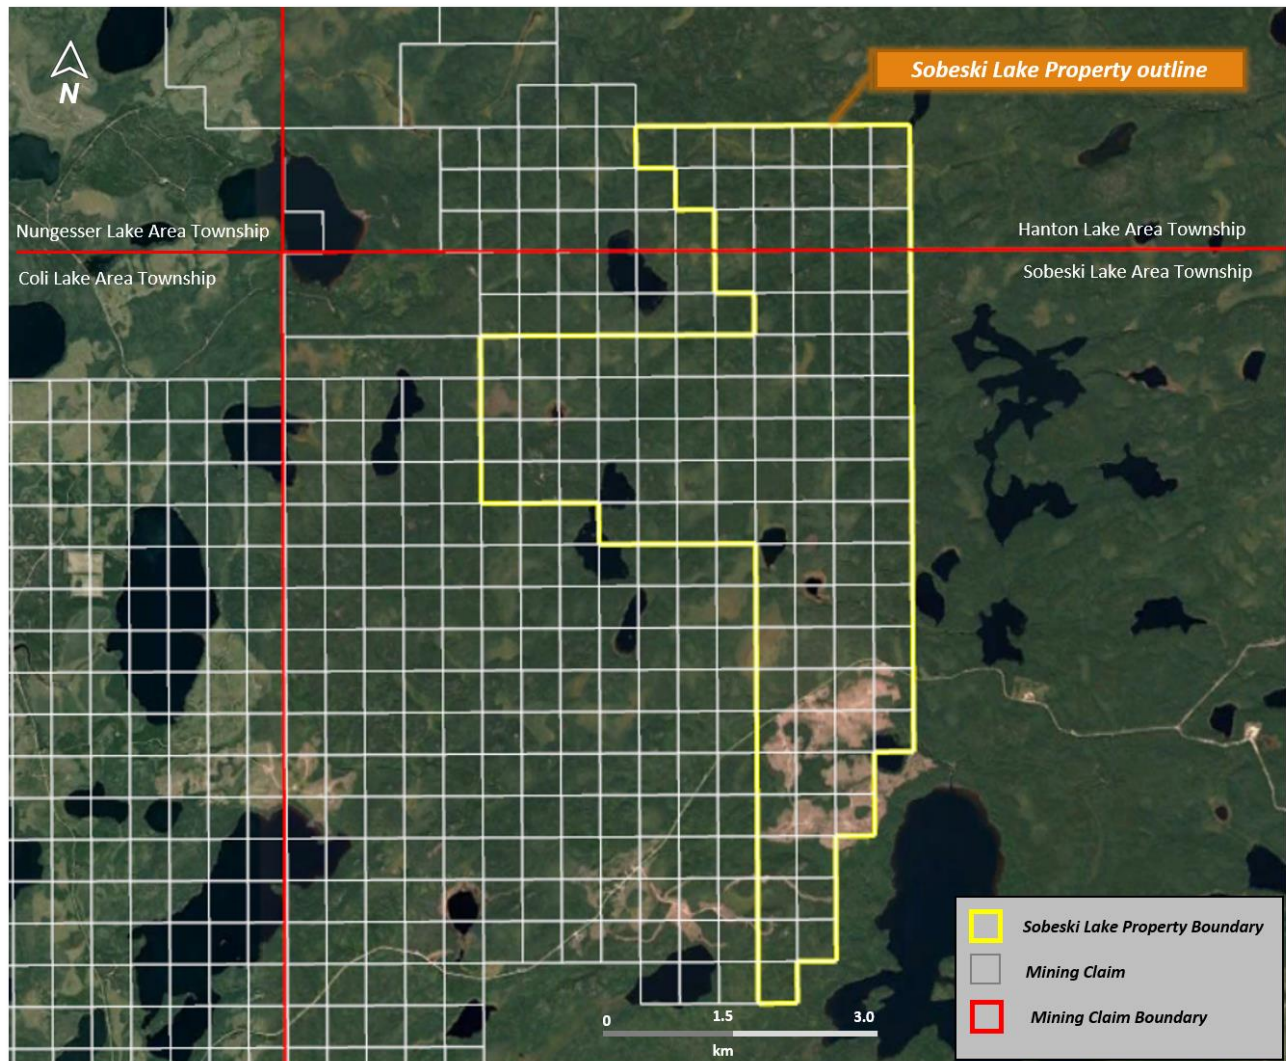 Sobeski Lake Property outline
N
Nungesser Lake Area Township
Hanton Lake Area Township
Coli Lake Area Township
Sobeski Lake Area Township
Sobeski Lake Property Boundary
Mining Claim
Mining Claim Boundary
0 1.5 3.0
km